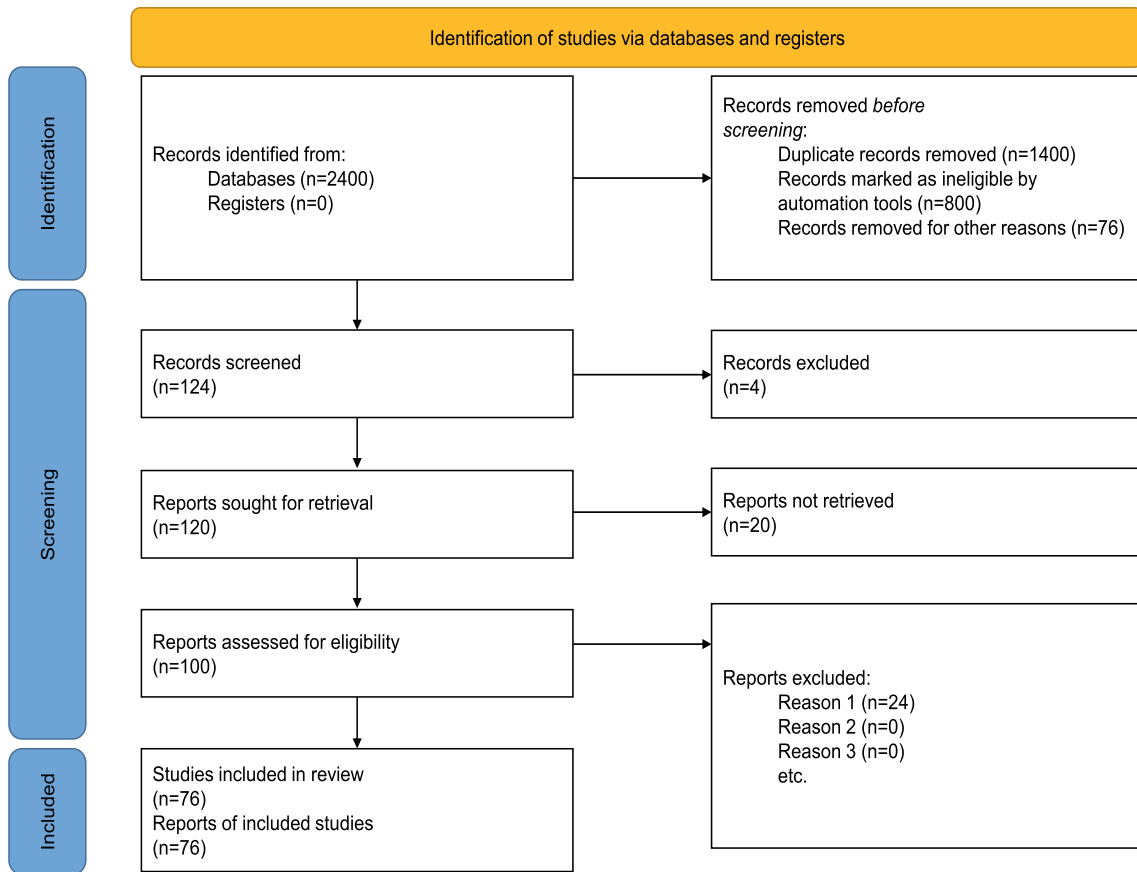 Identification of studies via databases and registers
Identification
Records identified from:
Databases (n=2400)
Registers (n=0)
Records removed before
screening:
Duplicate records removed (n=1400)
Records marked as ineligible by
automation tools (n=800)
Records removed for other reasons (n=76)
Screening
Records screened
(n=124)
Records excluded
(n=4)
Reports sought for retrieval
(n=120)
Reports not retrieved
(n=20)
Reports assessed for eligibility
(n=100)
Reports excluded:
Reason 1 (n=24)
Reason 2 (n=0)
Reason 3 (n=0)
etc.
Included
Studies included in review
(n=76)
Reports of included studies
(n=76)